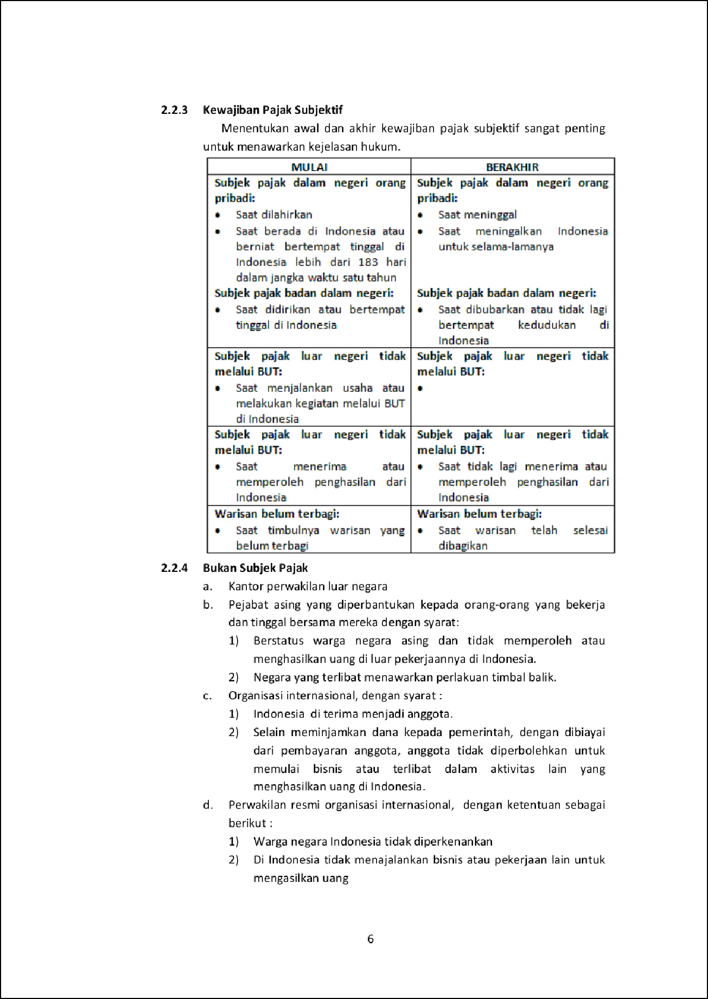 2.2.3 Kewajiban Pajak Subjektif
Menentukan awal dan akhir kewajiban pajak subjektif sangat penting
untuk menawarkan kejelasan hukum.
MULAI
BERAKHIR
Subjek pajak dalam negeri orang
pribadi:
• Saat dilahirkan
• Saat berada di Indonesia atau
berniat bertempat tinggal di
Indonesia lebih dari 183 hari
dalam jangka waktu satu tahun
Subjek pajak badan dalam negeri:
• Saat didirikan atau bertempat
tinggal di Indonesia
Subjek pajak dalam negeri orang
pribadi:
• Saat meninggal
• Saat meningalkan Indonesia
untuk selama-lamanya
Subjek pajak badan dalam negeri:
• Saat dibubarkan atau tidak lagi
bertempat kedudukan di
Indonesia
Subjek pajak luar negeri tidak
melalui BUT:
• Saat menjalankan usaha atau
melakukan kegiatan melalui BUT
di Indonesia
Subjek pajak luar negeri tidak
melalui BUT:
•
Subjek pajak luar negeri tidak
melalui BUT:
• Saat menerima atau
memperoleh penghasilan dari
Indonesia
Subjek pajak luar negeri tidak
melalui BUT:
• Saat tidak lagi menerima atau
memperoleh penghasilan dari
Indonesia
Warisan belum terbagi:
• Saat timbulnya warisan yang
belum terbagi
Warisan belum terbagi:
• Saat warisan telah selesai
dibagikan
2.2.4 Bukan Subjek Pajak
a. Kantor perwakilan luar negara
b. Pejabat asing yang diperbantukan kepada orang-orang yang bekerja
dan tinggal bersama mereka dengan syarat:
1) Berstatus warga negara asing dan tidak memperoleh atau
menghasilkan uang di luar pekerjaannya di Indonesia.
2) Negara yang terlibat menawarkan perlakuan timbal balik.
c. Organisasi internasional, dengan syarat :
1) Indonesia di terima menjadi anggota.
2) Selain meminjamkan dana kepada pemerintah, dengan dibiayai
dari pembayaran anggota, anggota tidak diperbolehkan untuk
memulai bisnis atau terlibat dalam aktivitas lain yang
menghasilkan uang di Indonesia.
d. Perwakilan resmi organisasi internasional, dengan ketentuan sebagai
berikut :
1) Warga negara Indonesia tidak diperkenankan
2) Di Indonesia tidak menajalankan bisnis atau pekerjaan lain untuk
mengasilkan uang
6